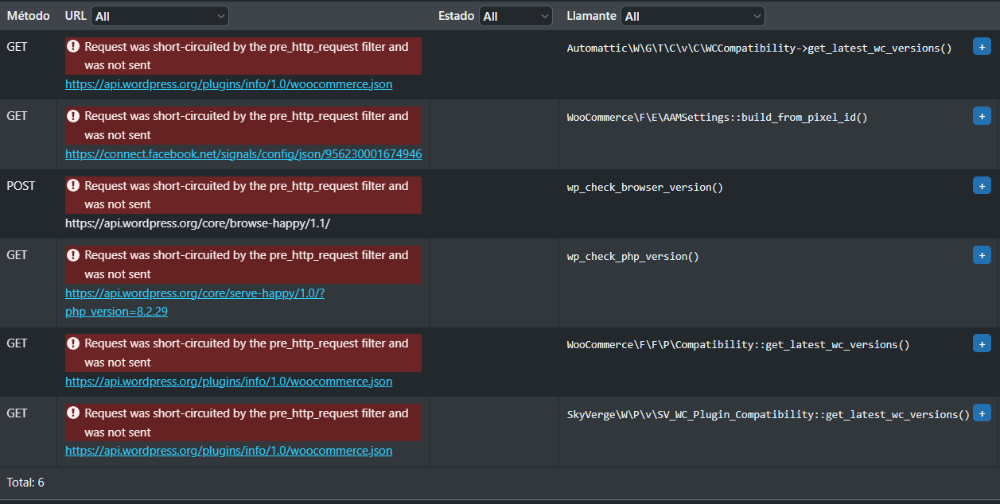 Método URL All Estado All Llamante All
GET Request was short-circuited by the pre_http_request filter and Automattic\W\G\T\C\v\C\WCCompatibility->get_latest_wc_versions() +
was not sent
https://api.wordpress.org/plugins/info/1.0/woocommerce.json
GET Request was short-circuited by the pre_http_request filter and WooCommerce\F\E\AAMSettings::build_from_pixel_id() +
was not sent
https://connect.facebook.net/signals/config/json/956230001674946
POST Request was short-circuited by the pre_http_request filter and wp_check_browser_version() +
was not sent
https://api.wordpress.org/core/browse-happy/1.1/
GET Request was short-circuited by the pre_http_request filter and wp_check_php_version() +
was not sent
https://api.wordpress.org/core/serve-happy/1.0/?
php_version=8.2.29
GET Request was short-circuited by the pre_http_request filter and WooCommerce\F\F\P\Compatibility::get_latest_wc_versions() +
was not sent
https://api.wordpress.org/plugins/info/1.0/woocommerce.json
GET Request was short-circuited by the pre_http_request filter and SkyVerge\W\P\v\SV_WC_Plugin_Compatibility::get_latest_wc_versions() +
was not sent
https://api.wordpress.org/plugins/info/1.0/woocommerce.json
Total: 6